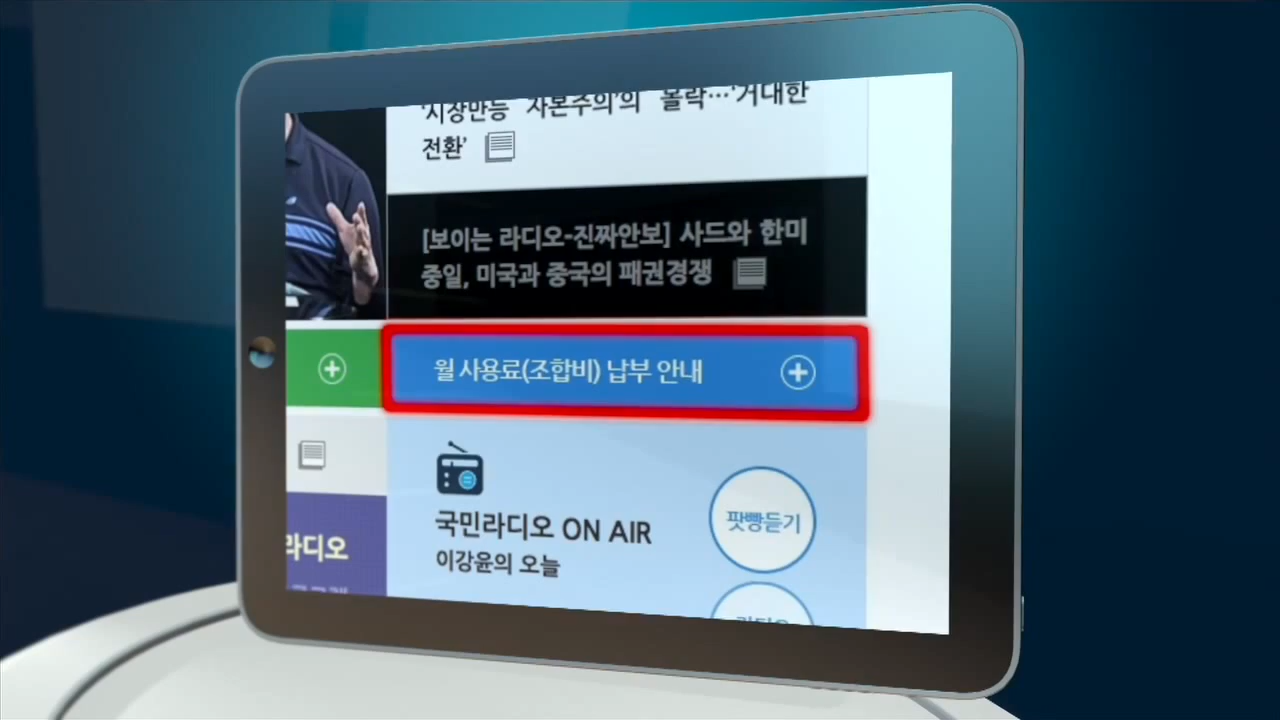 '시장만능 자본주의'의 몰락…'거대한
전환'
[보이는 라디오-진짜안보] 사드와 한미
중일, 미국과 중국의 패권경쟁
월 사용료(조합비) 납부 안내
국민라디오 ON AIR
이강윤의 오늘
팟빵듣기
라디오